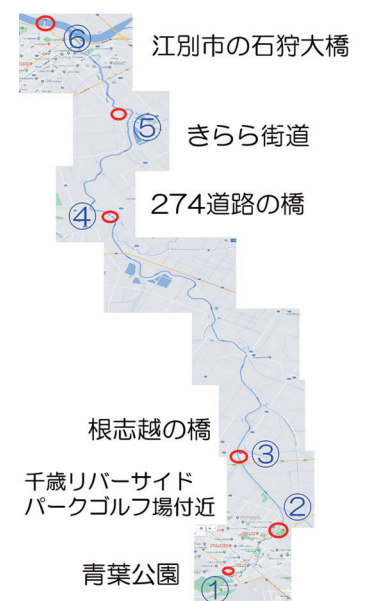 ⑥
江別市の石狩大橋
⑤
きらら街道
274道路の橋
④
根志越の橋
③
千歳リバーサイド
パークゴルフ場付近
②
青葉公園
①